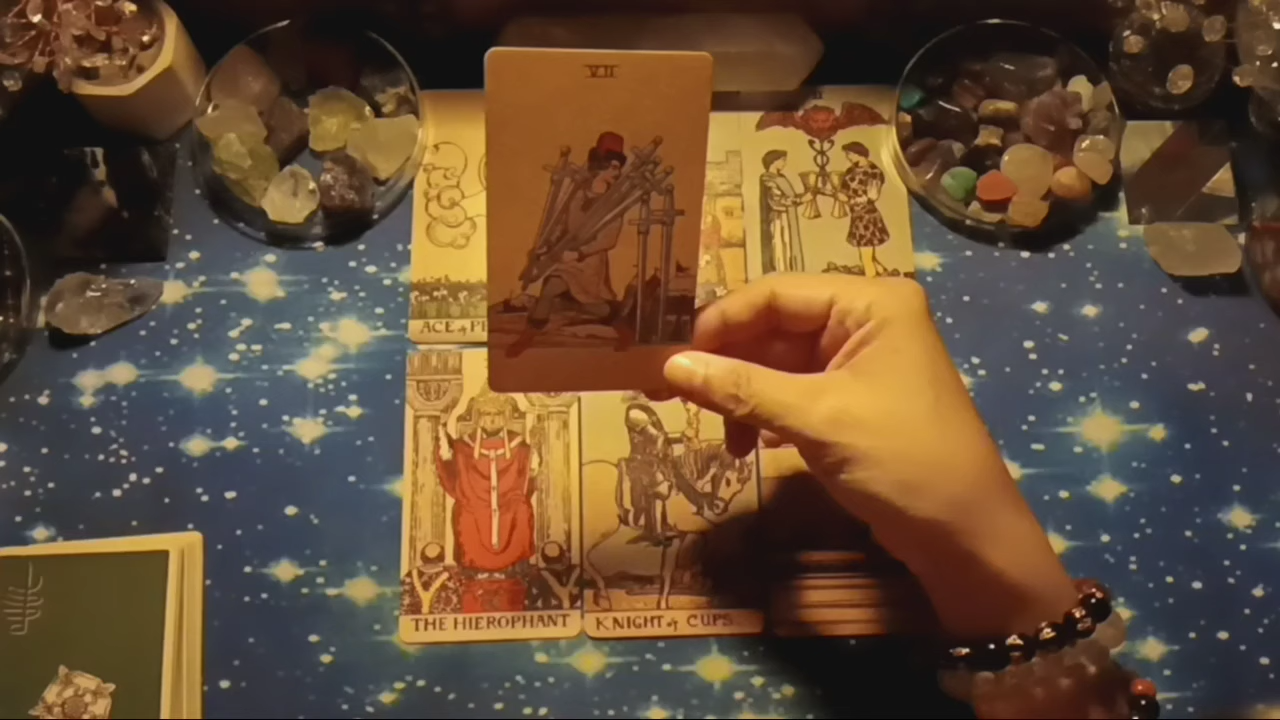 VII
ACE of PE
THE HIEROPHANT
KNIGHT of CUPS.